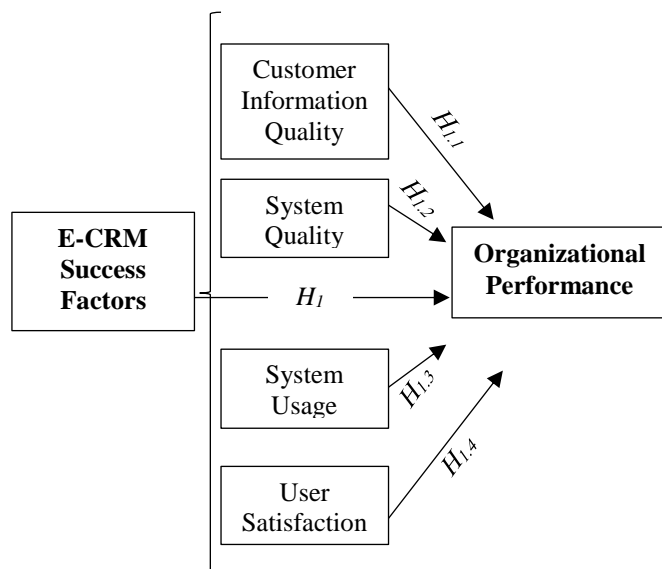 Customer
Information
Quality
H1.1
System
Quality
H1.2
E-CRM
Success
Factors
H1
Organizational
Performance
System
Usage
H1.3
User
Satisfaction
H1.4